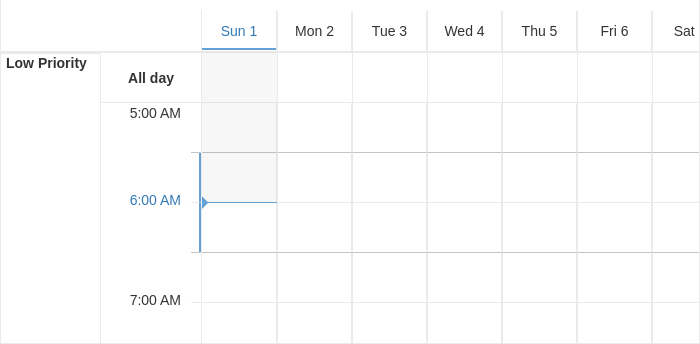 Sun 1
Mon 2
Tue 3
Wed 4
Thu 5
Fri 6
Sat
Low Priority
All day
5:00 AM
6:00 AM
7:00 AM